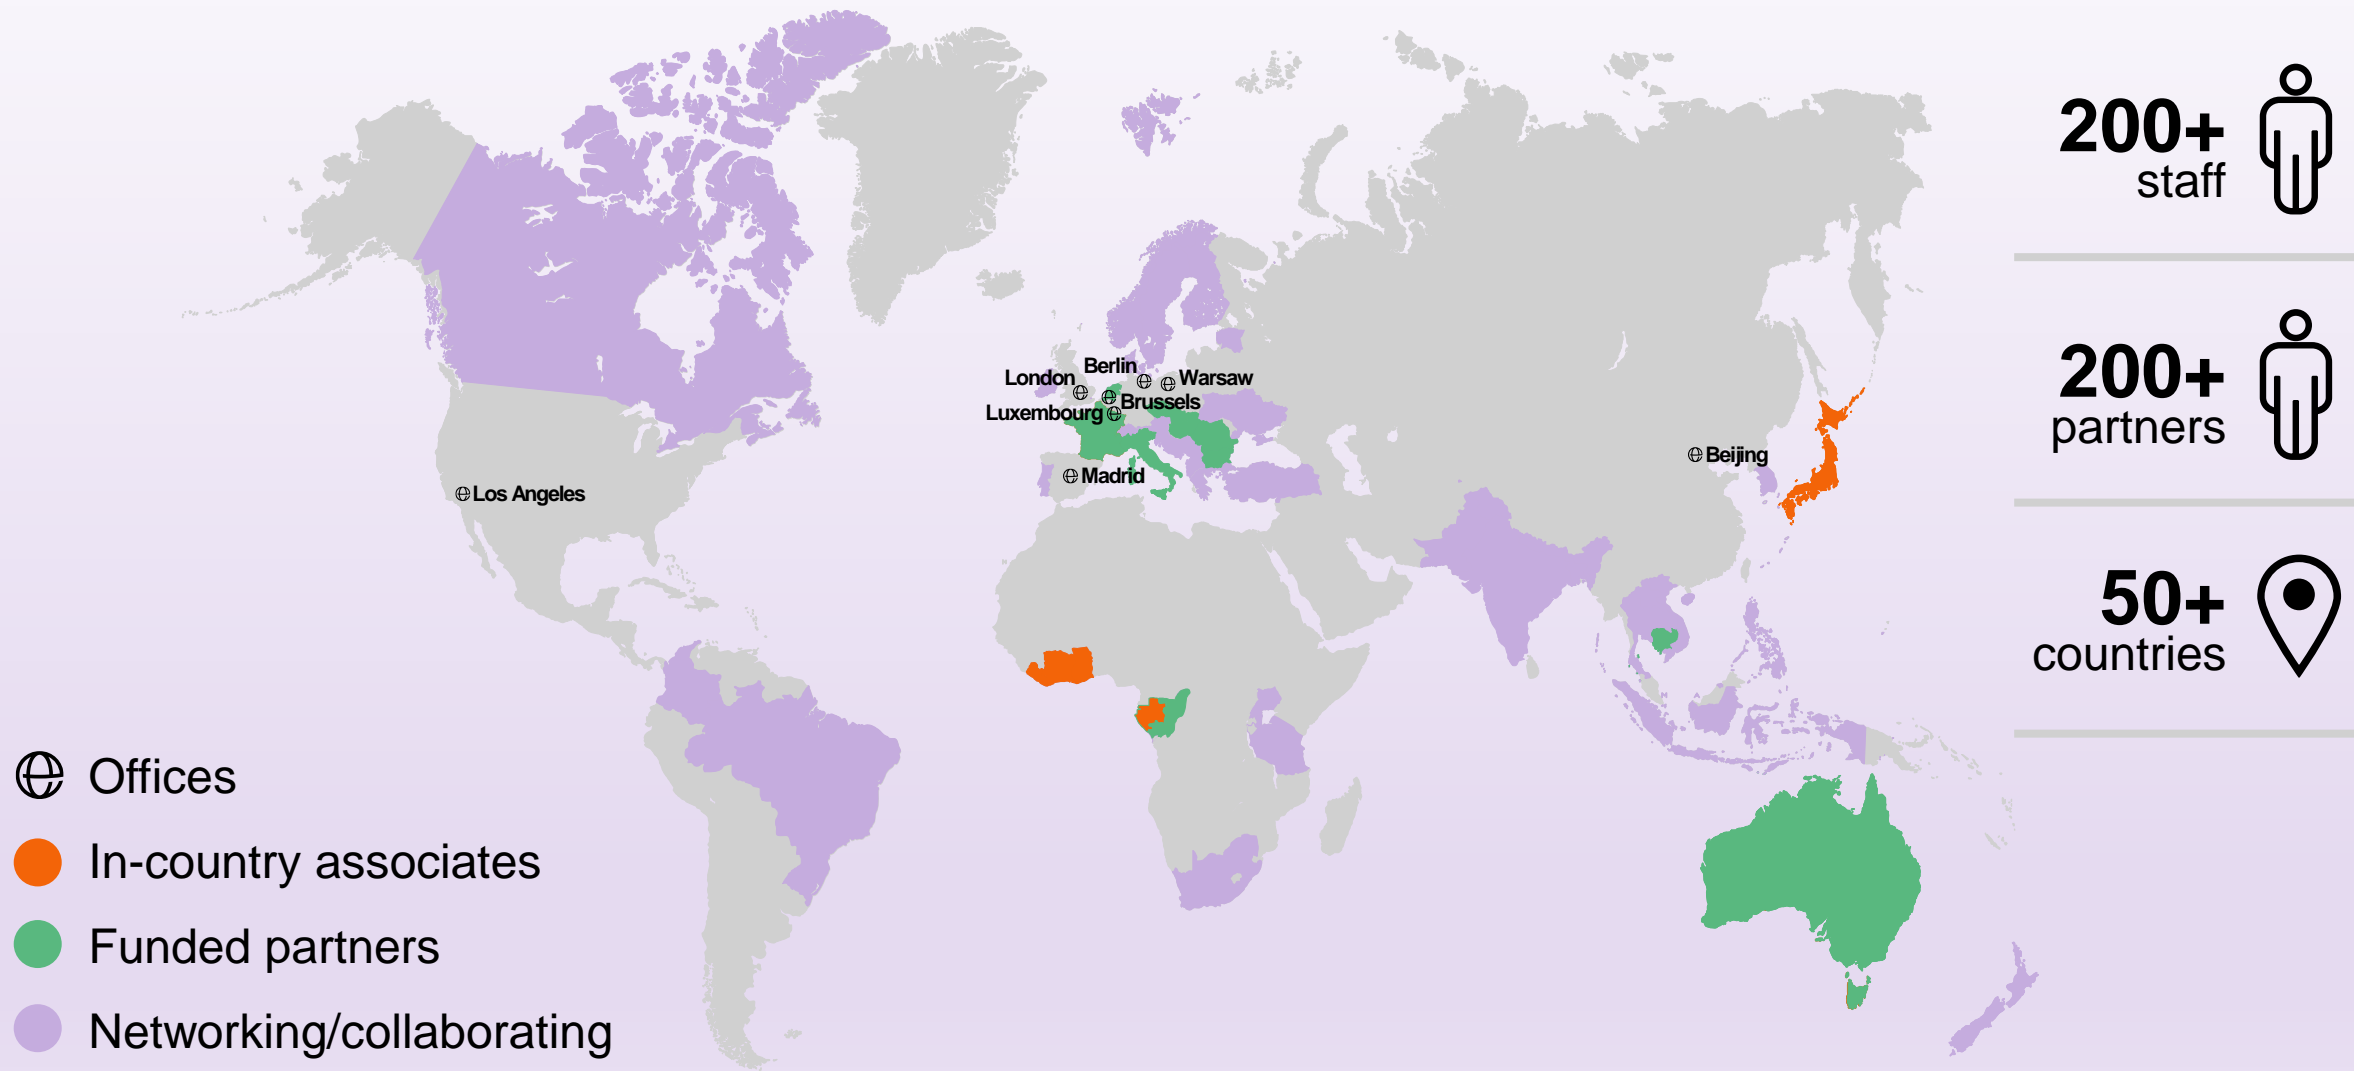 London
Berlin
Warsaw
Brussels
Luxembourg
Madrid
Beijing
Los Angeles
200+
staff
200+
partners
50+
countries
Offices
In-country associates
Funded partners
Networking/collaborating